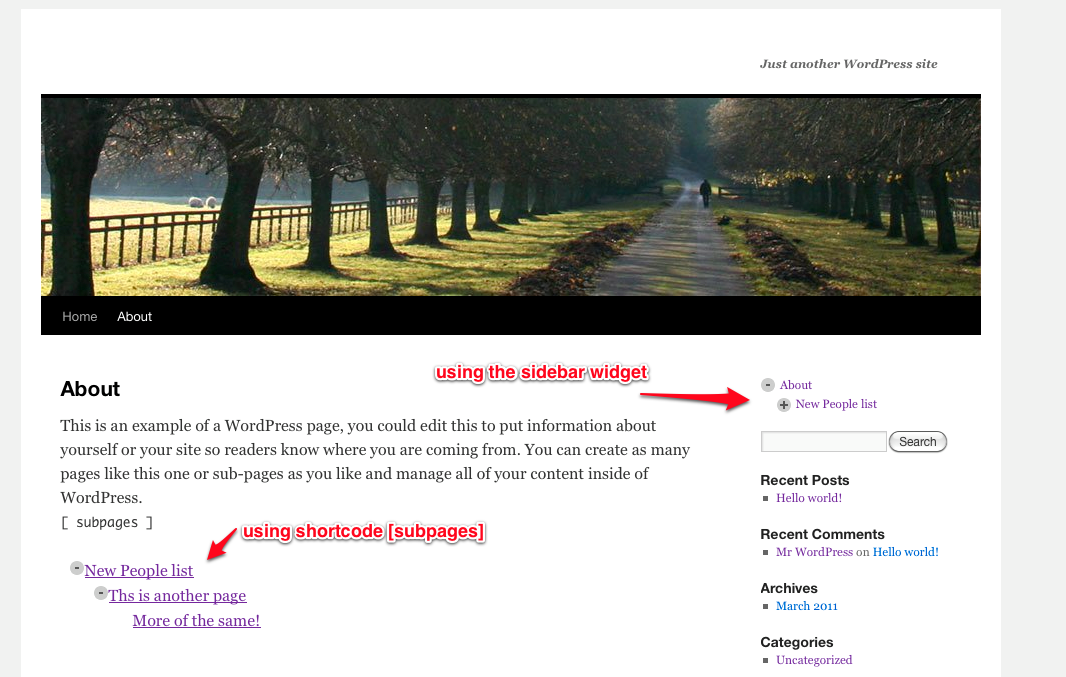 Just another WordPress site
Home
About
About
This is an example of a WordPress page, you could edit this to put information about
yourself or your site so readers know where you are coming from. You can create as many
pages like this one or sub-pages as you like and manage all of your content inside of
WordPress.
[ subpages ]
using shortcode [subpages]
New People list
Ths is another page
More of the same!
using the sidebar widget
- About
+ New People list
Search
Recent Posts
Hello world!
Recent Comments
Mr WordPress on Hello world!
Archives
March 2011
Categories
Uncategorized